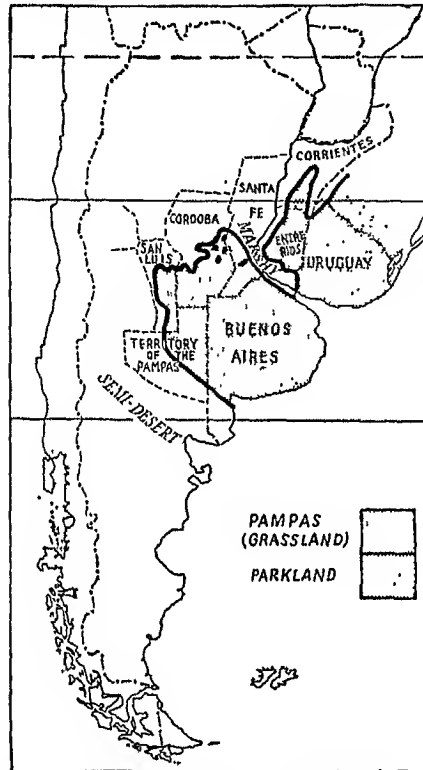 CORRIENTES
SANTA
FE
CORDOBA
MARSH
ENTRE
RIOS
SAN
LUIS
URUGUAY
BUENOS
AIRES
TERRITORY
OF THE
PAMPAS
SEMI-DESERT
PAMPAS
(GRASSLAND)
PARKLAND